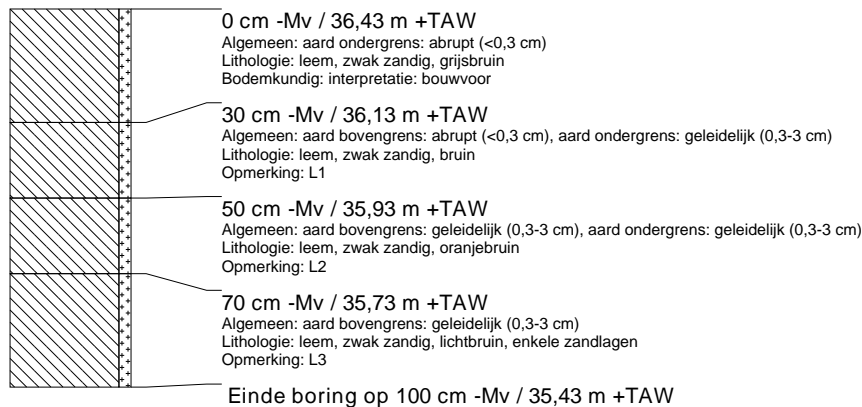 0 cm -Mv / 36,43 m +TAW
Algemeen: aard ondergrens: abrupt (<0,3 cm)
Lithologie: leem, zwak zandig, grijsbruin
Bodemkundig: interpretatie: bouwvoor
30 cm -Mv / 36,13 m +TAW
Algemeen: aard bovengrens: abrupt (<0,3 cm), aard ondergrens: geleidelijk (0,3-3 cm)
Lithologie: leem, zwak zandig, bruin
Opmerking: L1
50 cm -Mv / 35,93 m +TAW
Algemeen: aard bovengrens: geleidelijk (0,3-3 cm), aard ondergrens: geleidelijk (0,3-3 cm)
Lithologie: leem, zwak zandig, oranjebruin
Opmerking: L2
70 cm -Mv / 35,73 m +TAW
Algemeen: aard bovengrens: geleidelijk (0,3-3 cm)
Lithologie: leem, zwak zandig, lichtbruin, enkele zandlagen
Opmerking: L3
Einde boring op 100 cm -Mv / 35,43 m +TAW